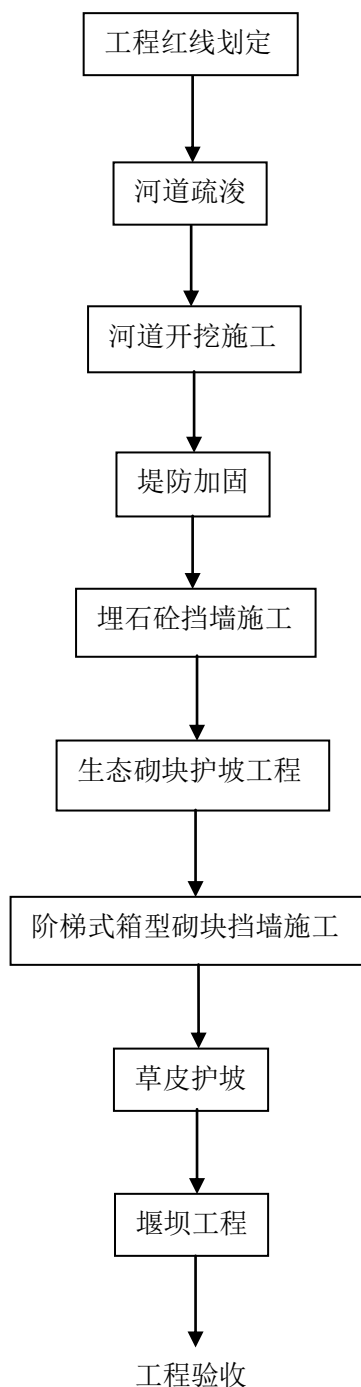 工程红线划定
河道疏浚
河道开挖施工
堤防加固
埋石砼挡墙施工
生态砌块护坡工程
阶梯式箱型砌块挡墙施工
草皮护坡
堰坝工程
工程验收